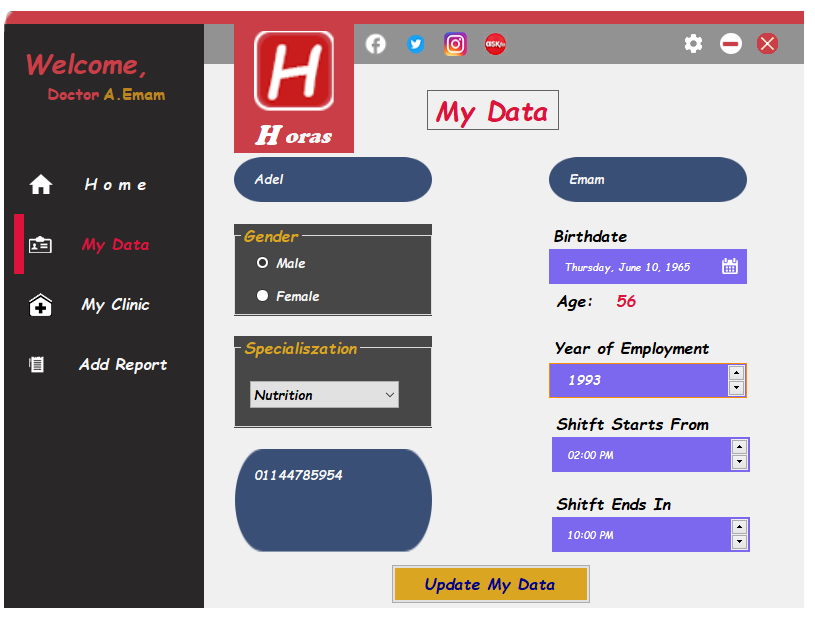 Welcome,
Doctor A.Emam
Home
My Data
My Clinic
Add Report
H
Horas
ASKfm
My Data
Adel
Emam
Gender
Male
Female
Specialiszation
Nutrition
01144785954
Birthdate
Thursday, June 10, 1965
Age: 56
Year of Employment
1993
Shitft Starts From
02:00 PM
Shitft Ends In
10:00 PM
Update My Data